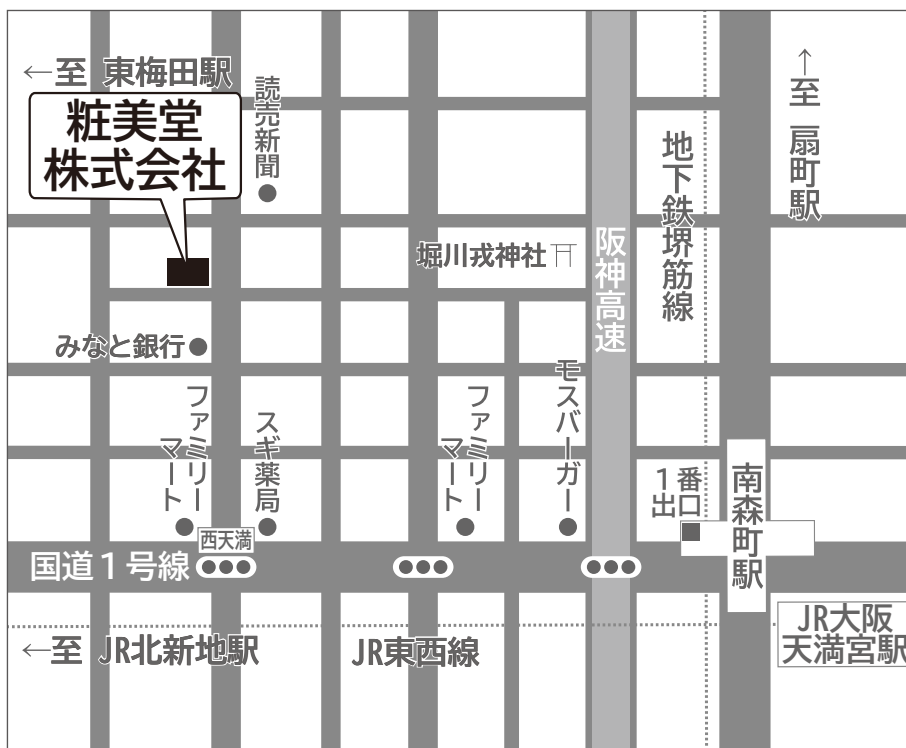 ←至 東梅田駅
粧美堂
株式会社
読売新聞
↑至 扇町駅
地下鉄堺筋線
堀川戎神社
阪神高速
みなと銀行
ファミリー
マート
スギ薬局
ファミリー
マート
モスバーガー
1番
出口
南森町駅
西天満
国道1号線
JR大阪
天満宮駅
←至 JR北新地駅
JR東西線